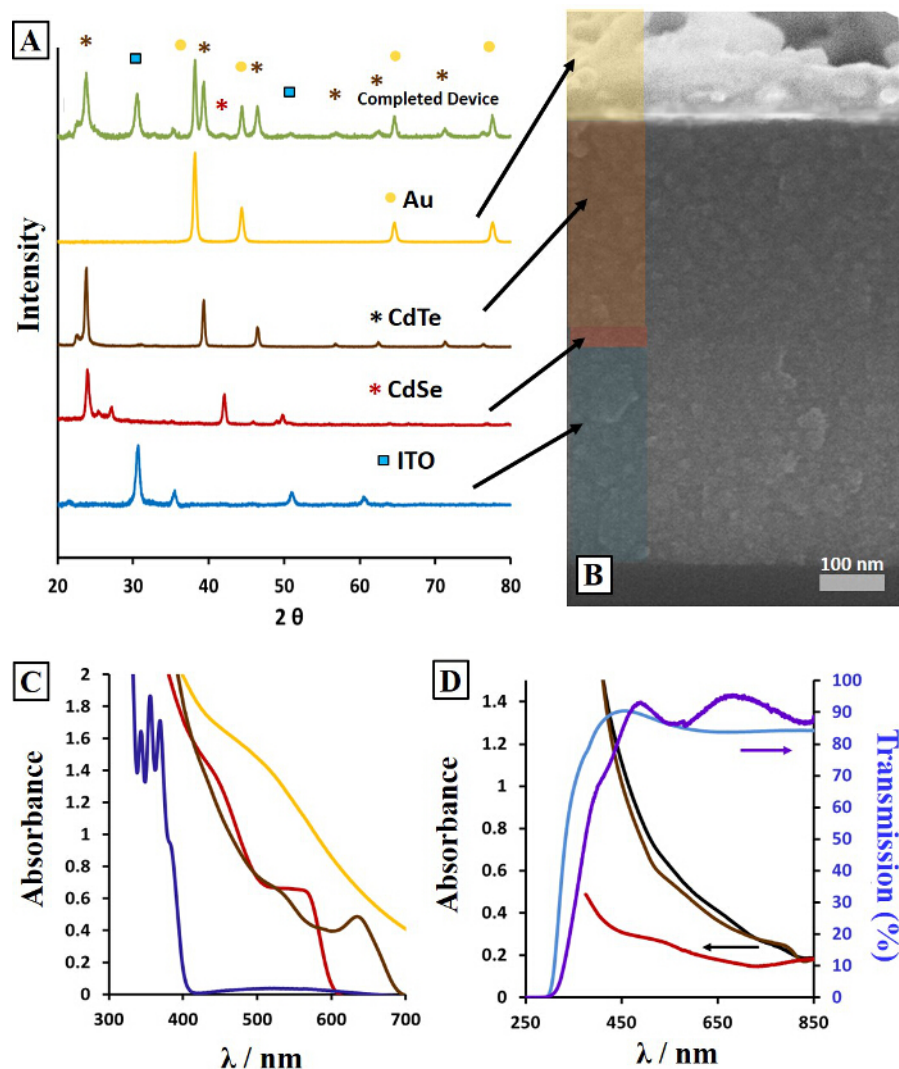 A
Completed Device
Au
CdTe
CdSe
ITO
Intensity
20 30 40 50 60 70 80
2 θ
B
100 nm
C
2
1.8
1.6
1.4
1.2
1
0.8
0.6
0.4
0.2
0
300 400 500 600 700
Absorbance
λ / nm
D
1.4
1.2
1
0.8
0.6
0.4
0.2
0
250 450 650 850
Absorbance
λ / nm
100
90
80
70
60
50
40
30
20
10
0
Transmission (%)